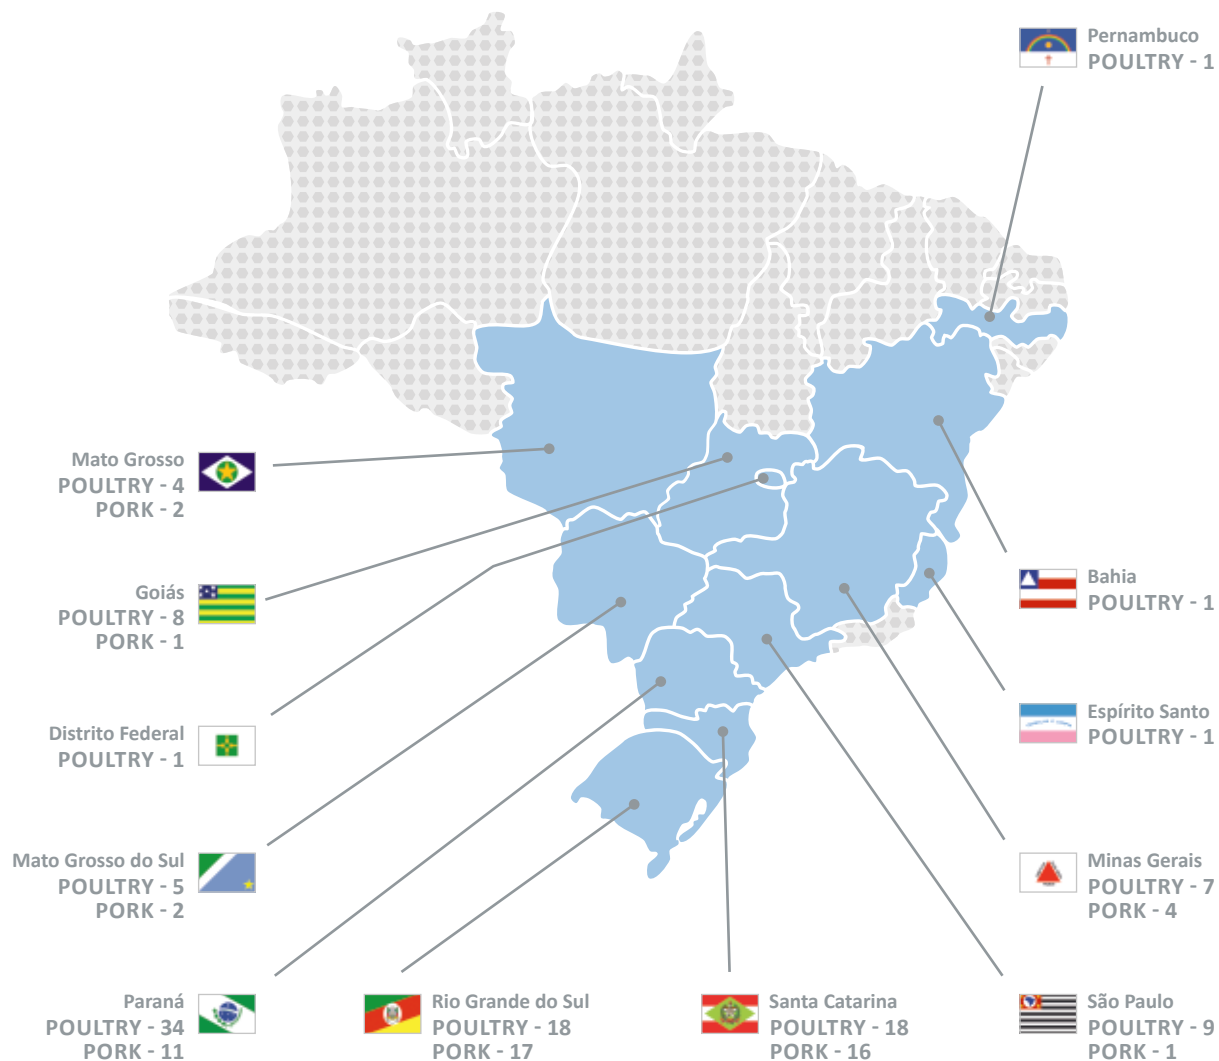 Pernambuco
POULTRY - 1
Mato Grosso
POULTRY - 4
PORK - 2
Goiás
POULTRY - 8
PORK - 1
Bahia
POULTRY - 1
Distrito Federal
POULTRY - 1
Espírito Santo
POULTRY - 1
Mato Grosso do Sul
POULTRY - 5
PORK - 2
Minas Gerais
POULTRY - 7
PORK - 4
Paraná
POULTRY - 34
PORK - 11
Rio Grande do Sul
POULTRY - 18
PORK - 17
Santa Catarina
POULTRY - 18
PORK - 16
São Paulo
POULTRY - 9
PORK - 1